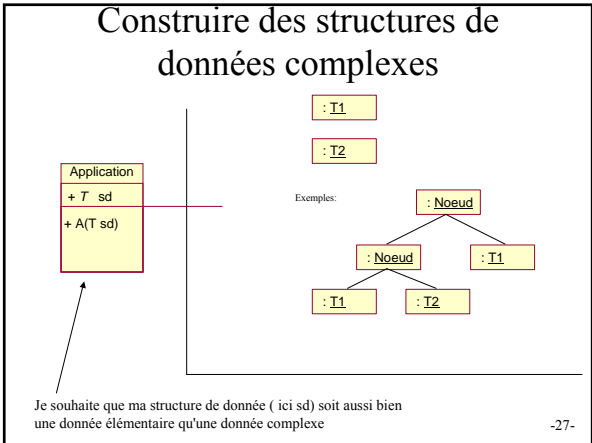 Construire des structures de
données complexes
: T1
: T2
Application
+ T sd
+ A(T sd)
Exemples:
: Noeud
: Noeud
: T1
: T1
: T2
Je souhaite que ma structure de donnée ( ici sd) soit aussi bien
une donnée élémentaire qu'une donnée complexe
-27-